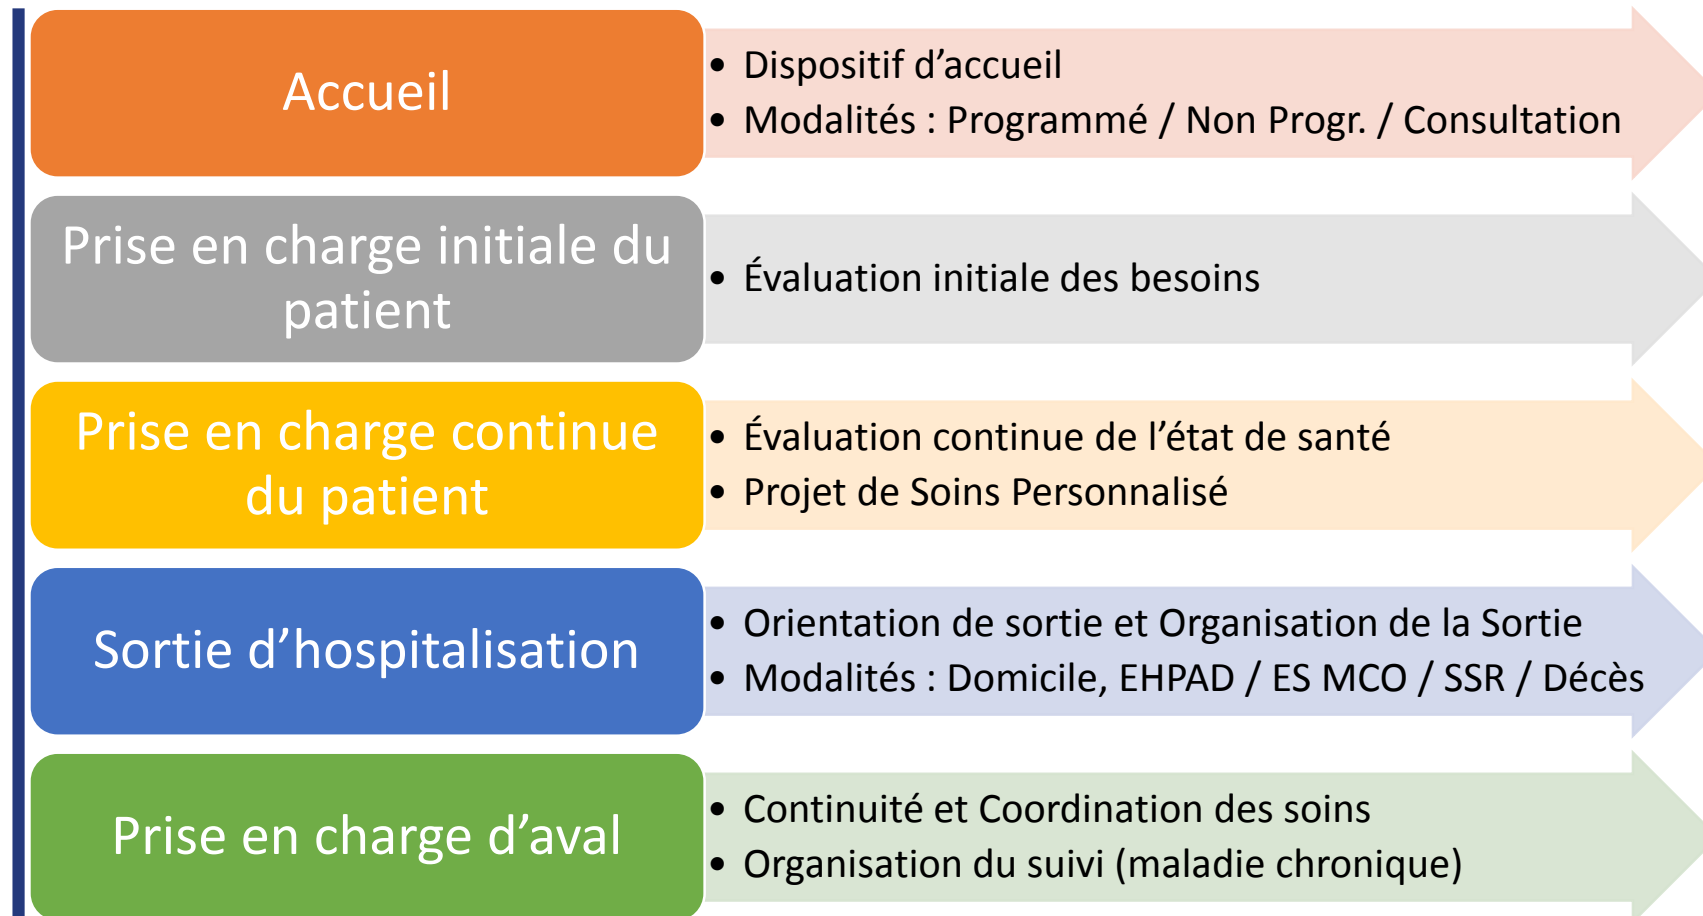 Accueil
• Dispositif d’accueil
• Modalités : Programmé / Non Progr. / Consultation
Prise en charge initiale du
patient
• Évaluation initiale des besoins
Prise en charge continue
du patient
• Évaluation continue de l’état de santé
• Projet de Soins Personnalisé
Sortie d’hospitalisation
• Orientation de sortie et Organisation de la Sortie
• Modalités : Domicile, EHPAD / ES MCO / SSR / Décès
Prise en charge d’aval
• Continuité et Coordination des soins
• Organisation du suivi (maladie chronique)